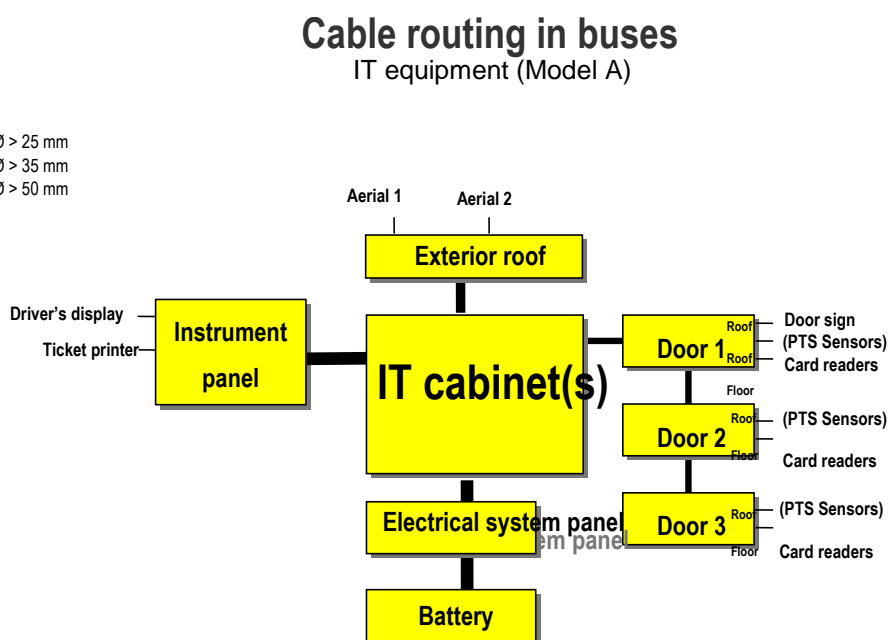 Cable routing in buses
IT equipment (Model A)
Ø > 25 mm
Ø > 35 mm
Ø > 50 mm
Aerial 1
Aerial 2
Exterior roof
Driver's display
Ticket printer
Instrument
panel
IT cabinet(s)
Door 1
Roof
Roof
Floor
Door sign
(PTS Sensors)
Card readers
Door 2
Roof
Floor
(PTS Sensors)
Card readers
Door 3
Roof
Floor
(PTS Sensors)
Card readers
Electrical system panel
Battery